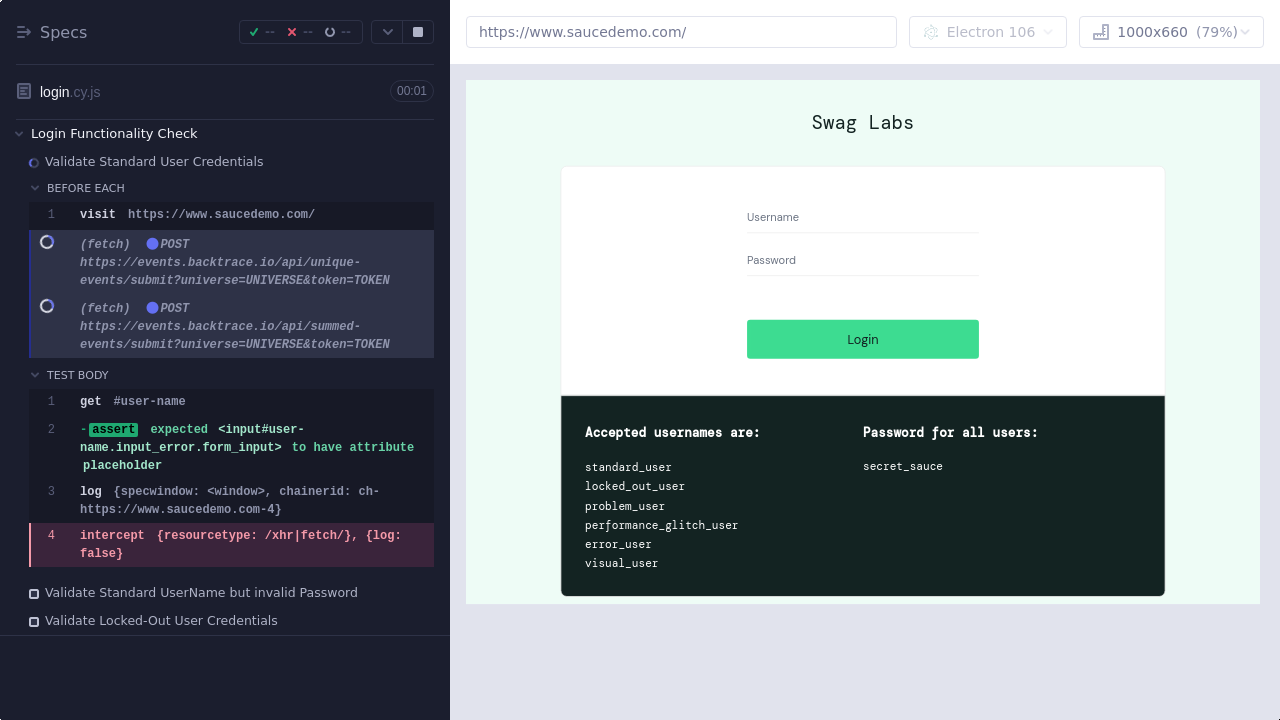 Specs
--
--
--
login.cy.js
00:01
Login Functionality Check
Validate Standard User Credentials
BEFORE EACH
1 visit https://www.saucedemo.com/
(fetch) POST
https://events.backtrace.io/api/unique-
events/submit?universe=UNIVERSE&token=TOKEN
(fetch) POST
https://events.backtrace.io/api/summed-
events/submit?universe=UNIVERSE&token=TOKEN
TEST BODY
1 get #user-name
2 -assert expected <input#user-
name.input_error.form_input> to have attribute
placeholder
3 log {specwindow: <window>, chainerid: ch-
https://www.saucedemo.com-4}
4 intercept {resourcetype: /xhr|fetch/}, {log:
false}
Validate Standard UserName but invalid Password
Validate Locked-Out User Credentials
https://www.saucedemo.com/
Electron 106
1000x660 (79%)
Swag Labs
Username
Password
Login
Accepted usernames are:
standard_user
locked_out_user
problem_user
performance_glitch_user
error_user
visual_user
Password for all users:
secret_sauce